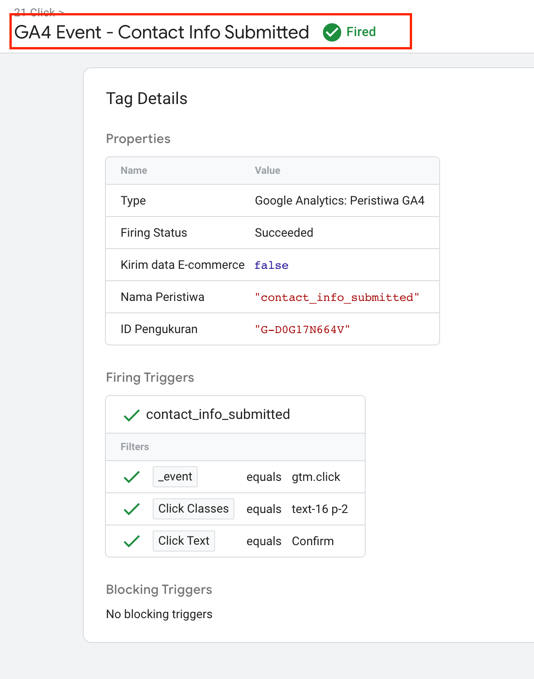 21 Click >
GA4 Event - Contact Info Submitted Fired
Tag Details
Properties
Name Value
Type Google Analytics: Peristiwa GA4
Firing Status Succeeded
Kirim data E-commerce false
Nama Peristiwa "contact_info_submitted"
ID Pengukuran "G-D0G17N664V"
Firing Triggers
contact_info_submitted
Filters
_event equals gtm.click
Click Classes equals text-16 p-2
Click Text equals Confirm
Blocking Triggers
No blocking triggers